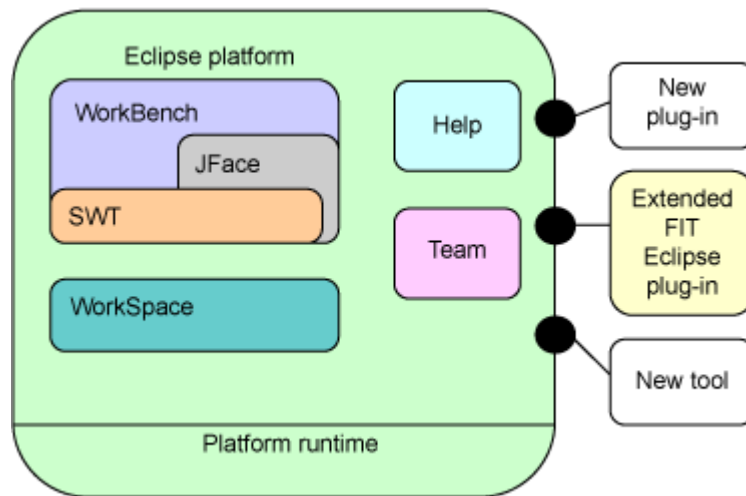 Eclipse platform
WorkBench
JFace
SWT
WorkSpace
Help
Team
Platform runtime
New
plug-in
Extended
FIT
Eclipse
plug-in
New tool